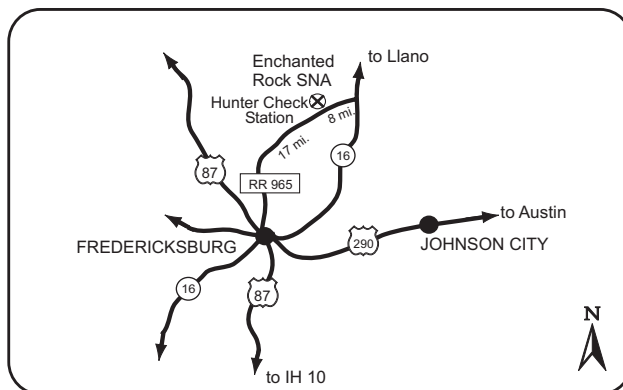 to Llano
Enchanted
Rock SNA
Hunter Check
Station
8 mi.
17 mi.
16
87
RR 965
to Austin
FREDERICKSBURG
290
JOHNSON CITY
16
87
N
to IH 10